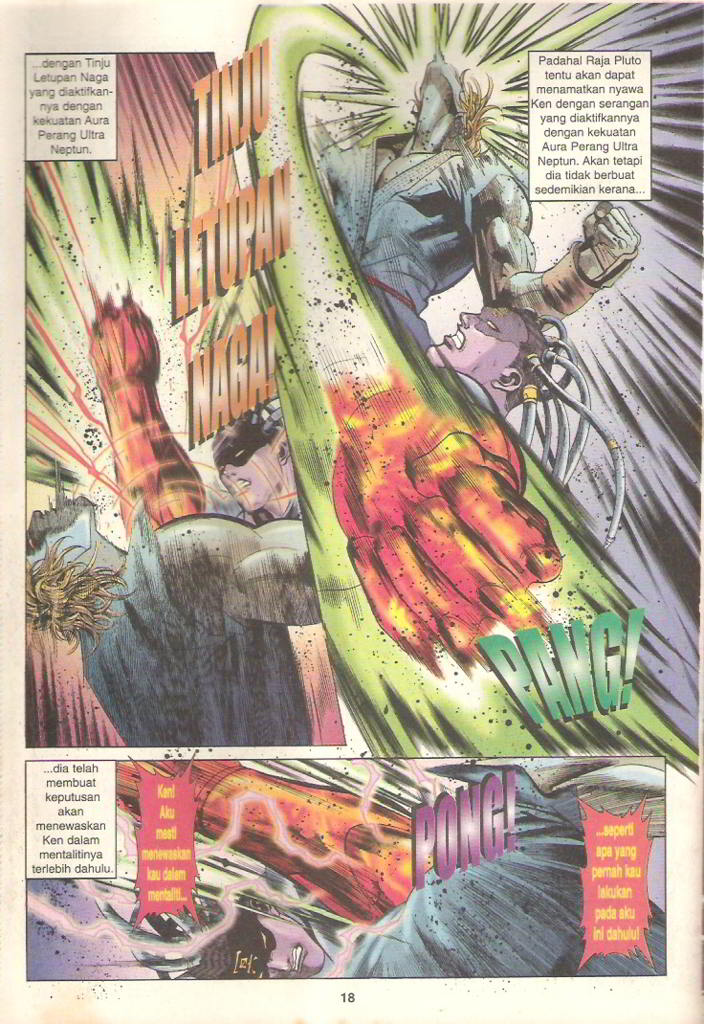 ...dengan Tinju
Letupan Naga
yang diaktifkan-
nya dengan
kekuatan Aura
Perang Ultra
Neptun.
TINJU
LETUPAN
NAGA!
Padahal Raja Pluto
tentu akan dapat
menamatkan nyawa
Ken dengan serangan
yang diaktifkannya
dengan kekuatan
Aura Perang Ultra
Neptun. Akan tetapi
dia tidak berbuat
sedemikian kerana...
PANG!
...dia telah
membuat
keputusan
akan
menewaskan
Ken dalam
mentalitinya
terlebih dahulu.
Ken!
Aku
mesti
menewaskan
kau dalam
mentaliti...
PONG!
...seperti
apa yang
pernah kau
lakukan
pada aku
ini dahulu!
18